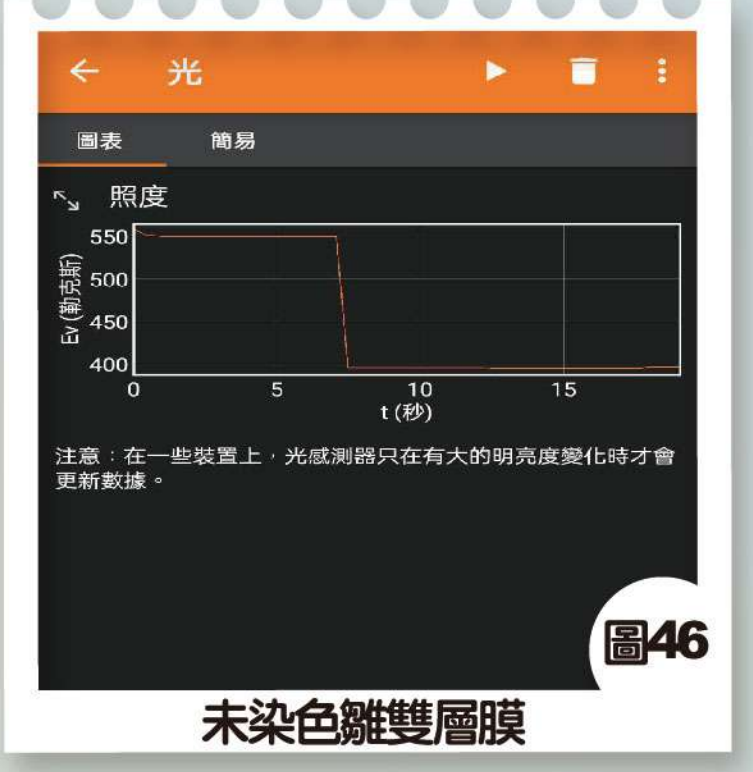 光
圖表 簡易
照度
550
500
450
400
Ev (勒克斯)
0 5 10 15
t (秒)
注意：在一些裝置上，光感測器只在有大的明亮度變化時才會
更新數據。
圖46
未染色雛雙層膜